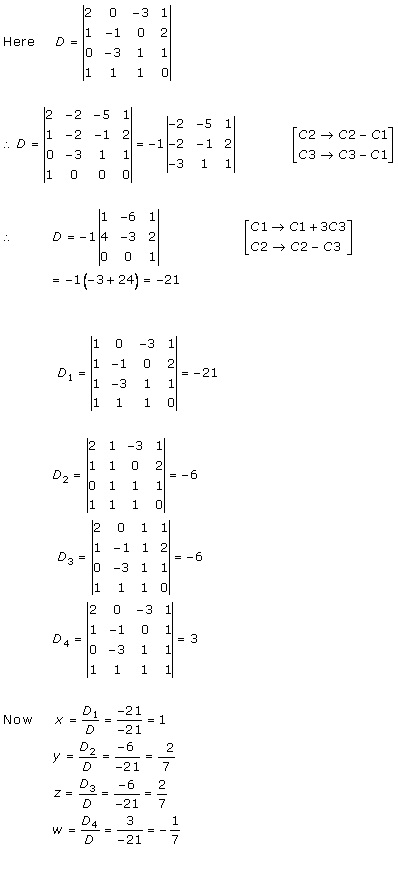 Here D = |2 0 −3 1|
|1 −1 0 2|
|0 −3 1 1|
|1 1 1 0|
∴ D = |2 −2 −5 1| = −1 |−2 −5 1| [C2 → C2 − C1]
|1 −2 −1 2| |−2 −1 2| [C3 → C3 − C1]
|0 −3 1 1| |−3 1 1|
|1 0 0 0|
∴ D = −1 |1 −6 1| [C1 → C1 + 3C3]
|4 −3 2| [C2 → C2 − C3]
|0 0 1|
= −1(−3 + 24) = −21
D₁ = |1 0 −3 1| = −21
|1 −1 0 2|
|1 −3 1 1|
|1 1 1 0|
D₂ = |2 1 −3 1| = −6
|1 1 0 2|
|0 1 1 1|
|1 1 1 0|
D₃ = |2 0 1 1| = −6
|1 −1 1 2|
|0 −3 1 1|
|1 1 1 0|
D₄ = |2 0 −3 1| = 3
|1 −1 0 1|
|0 −3 1 1|
|1 1 1 1|
Now x = D₁/D = −21/−21 = 1
y = D₂/D = −6/−21 = 2/7
z = D₃/D = −6/−21 = 2/7
w = D₄/D = 3/−21 = −1/7